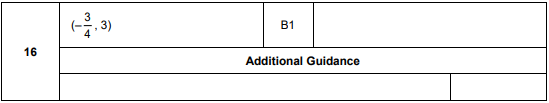 16
(–3/4, 3)
B1
Additional Guidance